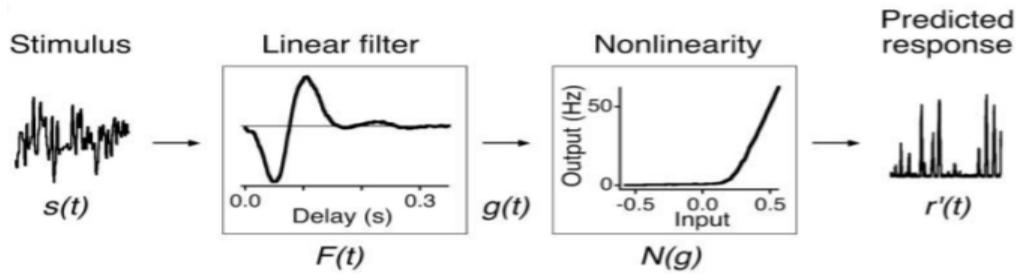 Stimulus
Linear filter
Nonlinearity
Predicted
response
s(t)
0.0
0.3
Delay (s)
F(t)
g(t)
Output (Hz)
50
0
-0.5
0.0
0.5
Input
N(g)
r'(t)